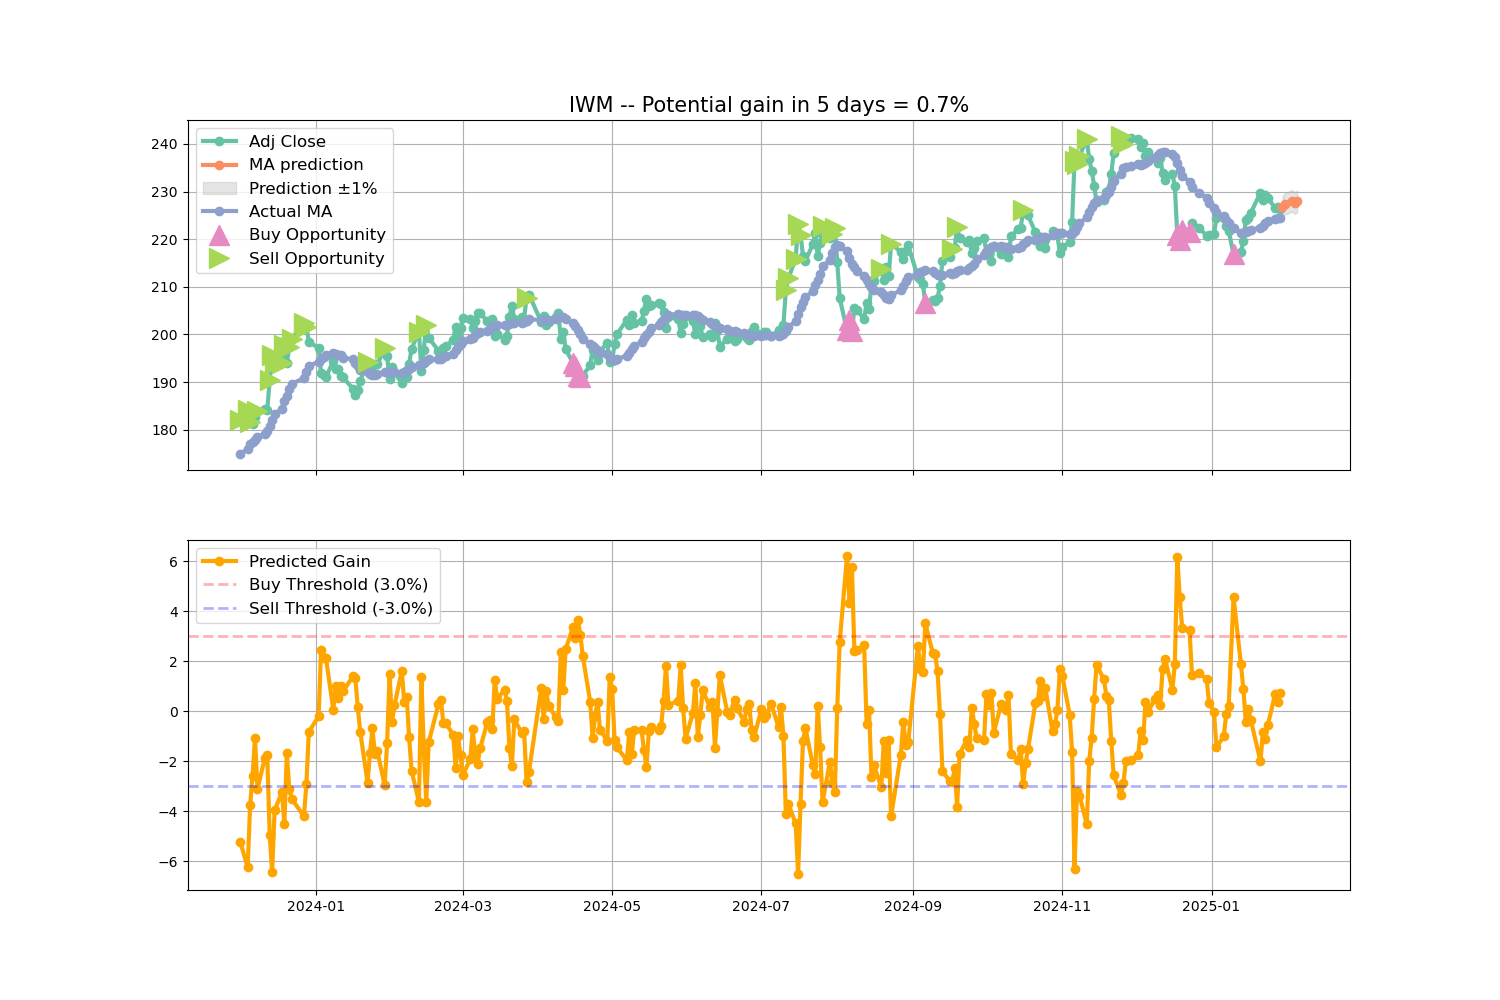 IWM -- Potential gain in 5 days = 0.7%
Adj Close
MA prediction
Prediction ±1%
Actual MA
Buy Opportunity
Sell Opportunity
240
230
220
210
200
190
180
Predicted Gain
Buy Threshold (3.0%)
Sell Threshold (-3.0%)
6
4
2
0
−2
−4
−6
2024-01 2024-03 2024-05 2024-07 2024-09 2024-11 2025-01